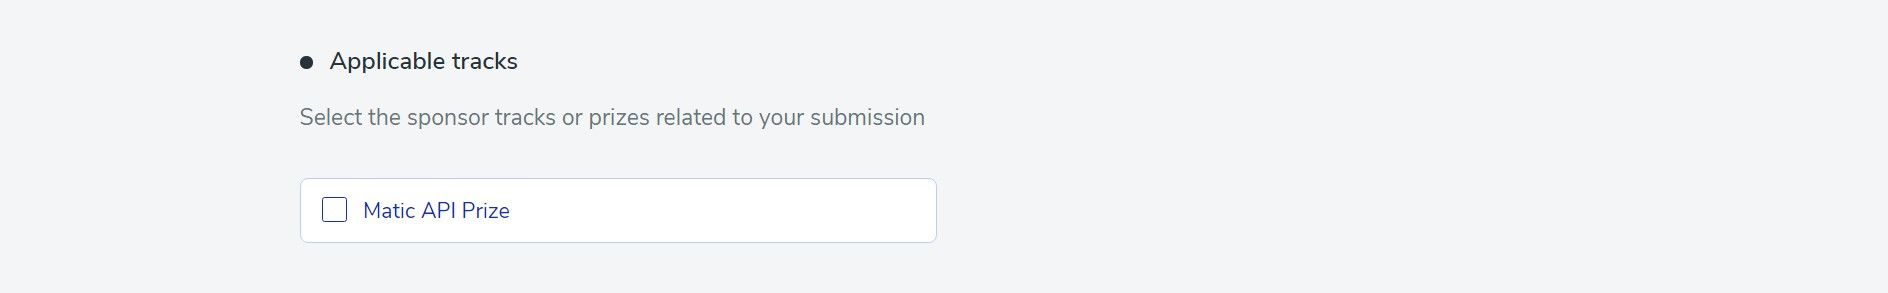 Applicable tracks
Select the sponsor tracks or prizes related to your submission
Matic API Prize